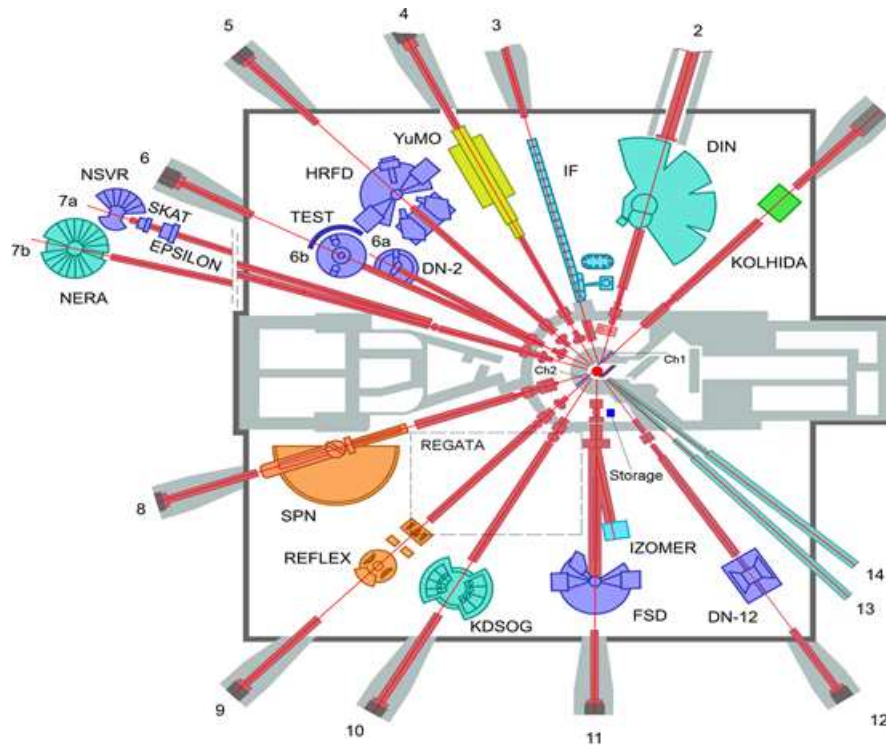 4
3
2
5
YuMO
DIN
HRFD
IF
NSVR
6
7a
SKAT
TEST
6a
6b
EPSILON
DN-2
7b
KOLHIDA
NERA
Ch1
Ch2
REGATA
Storage
8
SPN
IZOMER
REFLEX
14
13
KDSOG
FSD
DN-12
9
10
11
12